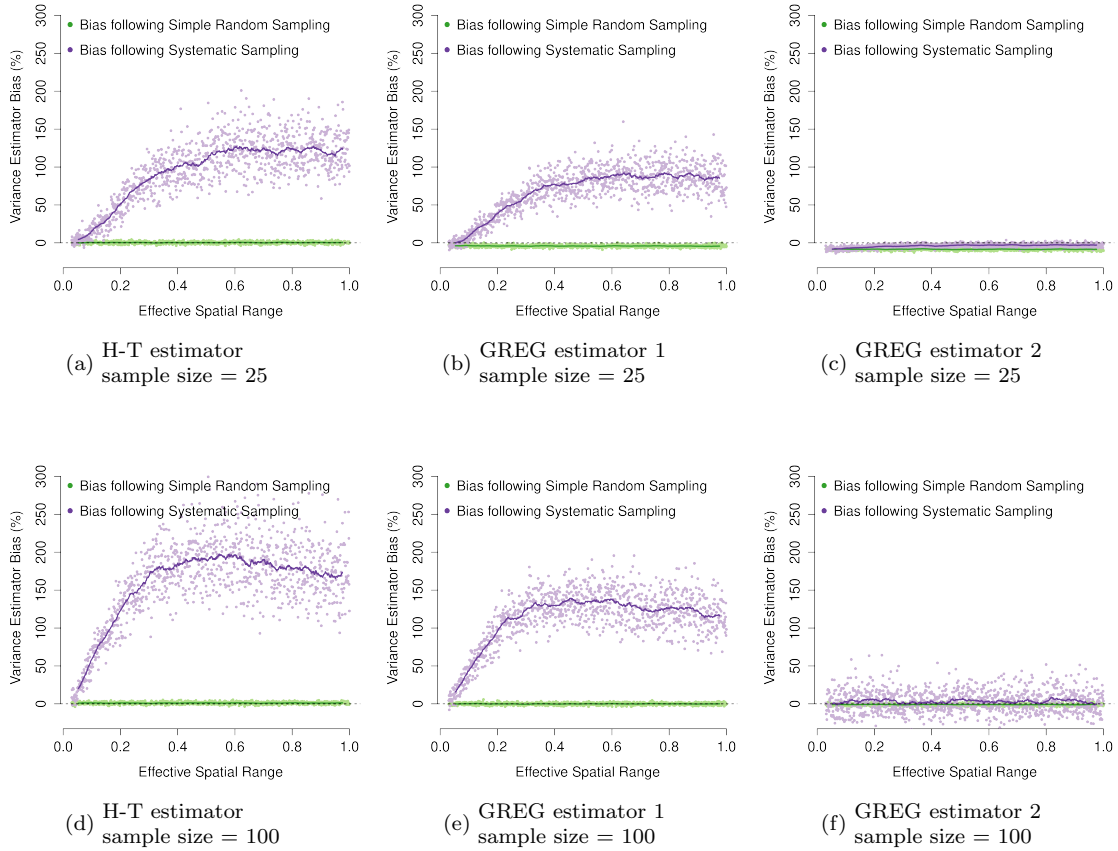 300
250
200
150
100
50
0
Variance Estimator Bias (%)
Bias following Simple Random Sampling
Bias following Systematic Sampling
0.0 0.2 0.4 0.6 0.8 1.0
Effective Spatial Range
(a) H-T estimator
sample size = 25
300
250
200
150
100
50
0
Variance Estimator Bias (%)
Bias following Simple Random Sampling
Bias following Systematic Sampling
0.0 0.2 0.4 0.6 0.8 1.0
Effective Spatial Range
(b) GREG estimator 1
sample size = 25
300
250
200
150
100
50
0
Variance Estimator Bias (%)
Bias following Simple Random Sampling
Bias following Systematic Sampling
0.0 0.2 0.4 0.6 0.8 1.0
Effective Spatial Range
(c) GREG estimator 2
sample size = 25
300
250
200
150
100
50
0
Variance Estimator Bias (%)
Bias following Simple Random Sampling
Bias following Systematic Sampling
0.0 0.2 0.4 0.6 0.8 1.0
Effective Spatial Range
(d) H-T estimator
sample size = 100
300
250
200
150
100
50
0
Variance Estimator Bias (%)
Bias following Simple Random Sampling
Bias following Systematic Sampling
0.0 0.2 0.4 0.6 0.8 1.0
Effective Spatial Range
(e) GREG estimator 1
sample size = 100
300
250
200
150
100
50
0
Variance Estimator Bias (%)
Bias following Simple Random Sampling
Bias following Systematic Sampling
0.0 0.2 0.4 0.6 0.8 1.0
Effective Spatial Range
(f) GREG estimator 2
sample size = 100